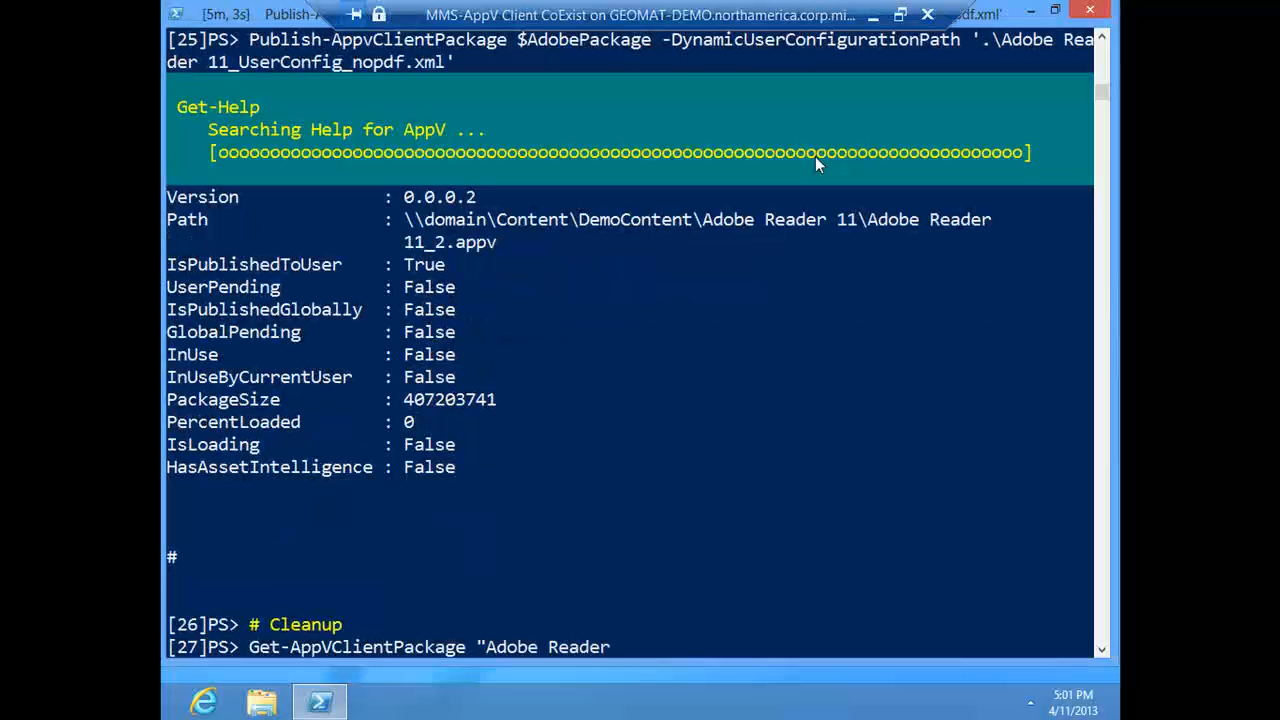 [5m, 3s] Publish-A
MMS-AppV Client CoExist on GEOMAT-DEMO.northamerica.corp.mi...
df.xml'
[25]PS> Publish-AppvClientPackage $AdobePackage -DynamicUserConfigurationPath '.\Adobe Rea
der 11_UserConfig_nopdf.xml'
Get-Help
Searching Help for AppV ...
[oooooooooooooooooooooooooooooooooooooooooooooooooooooooooooooooooooooooooooooo]
Version : 0.0.0.2
Path : \\domain\Content\DemoContent\Adobe Reader 11\Adobe Reader
11_2.appv
IsPublishedToUser : True
UserPending : False
IsPublishedGlobally : False
GlobalPending : False
InUse : False
InUseByCurrentUser : False
PackageSize : 407203741
PercentLoaded : 0
IsLoading : False
HasAssetIntelligence : False
#
[26]PS> # Cleanup
[27]PS> Get-AppVClientPackage "Adobe Reader
5:01 PM
4/11/2013